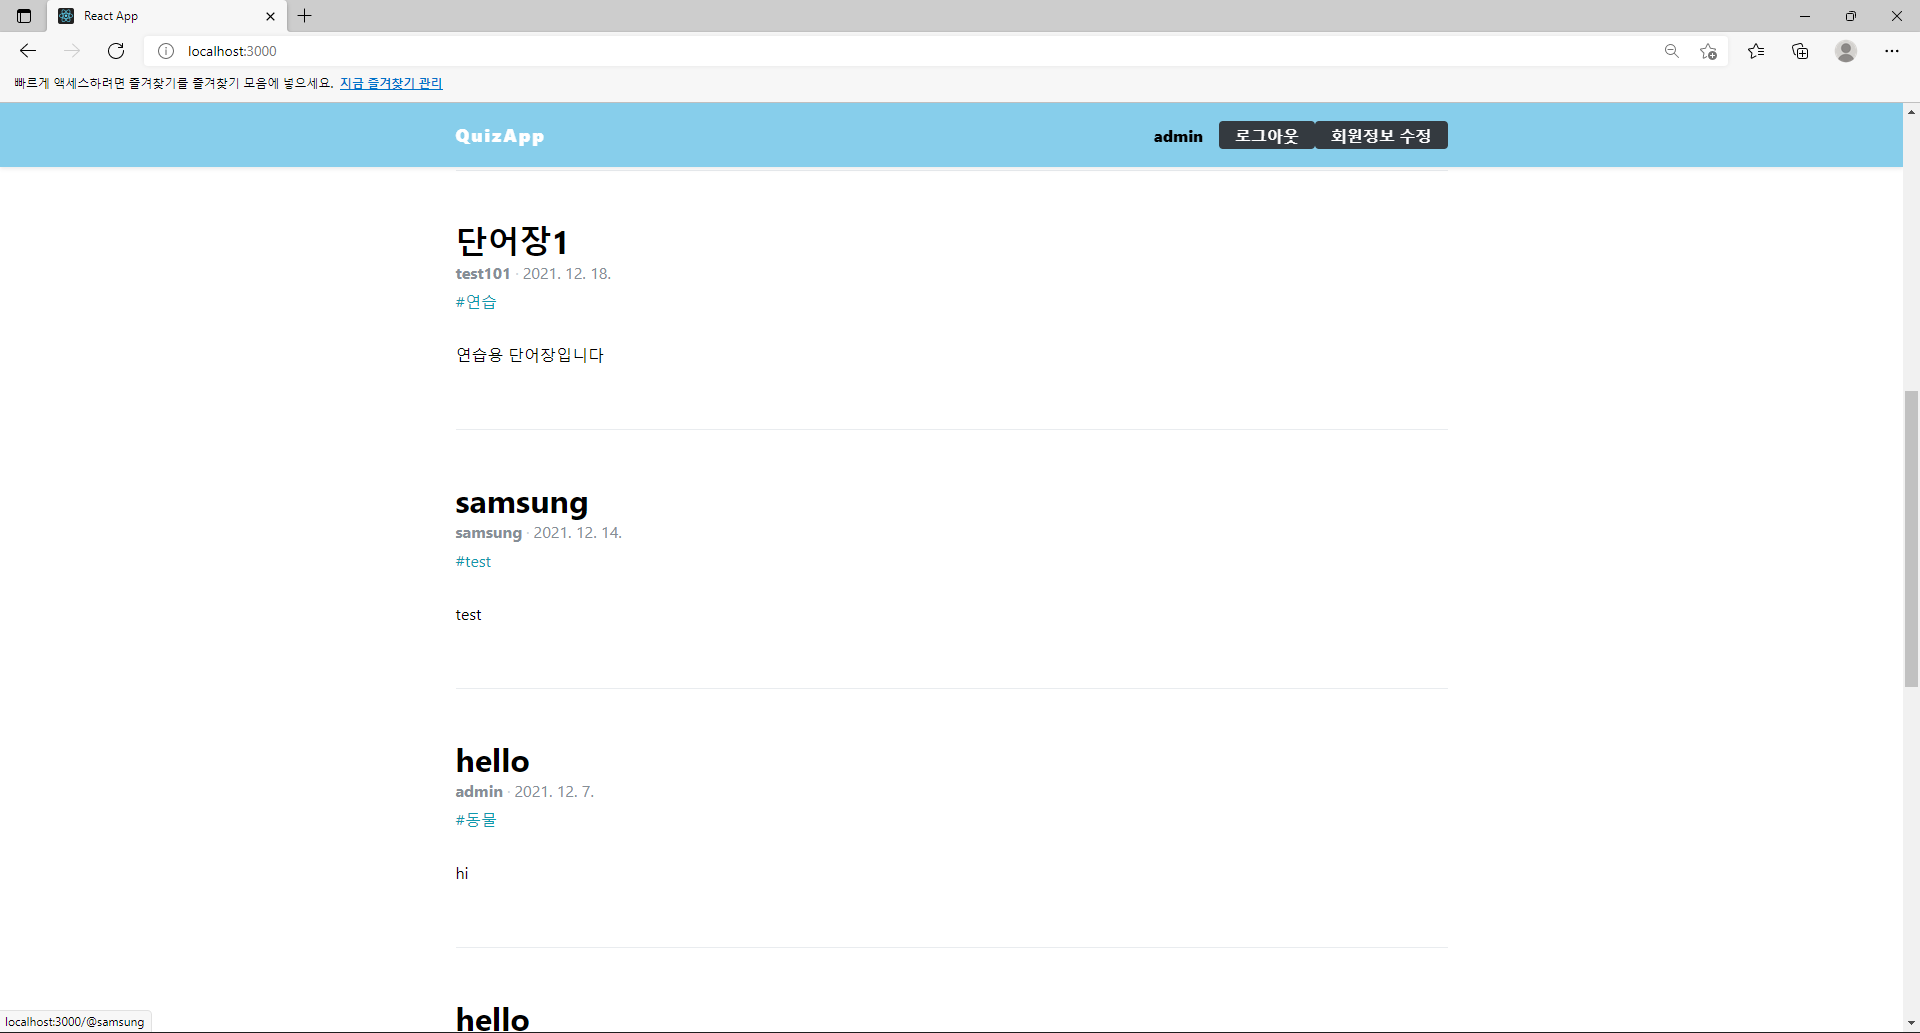 React App
localhost:3000
빠르게 액세스하려면 즐겨찾기를 즐겨찾기 모음에 넣으세요. 지금 즐겨찾기 관리
QuizApp admin 로그아웃 회원정보 수정
단어장1
test101 · 2021. 12. 18.
#연습
연습용 단어장입니다
samsung
samsung · 2021. 12. 14.
#test
test
hello
admin · 2021. 12. 7.
#동물
hi
hello
localhost:3000/@samsung